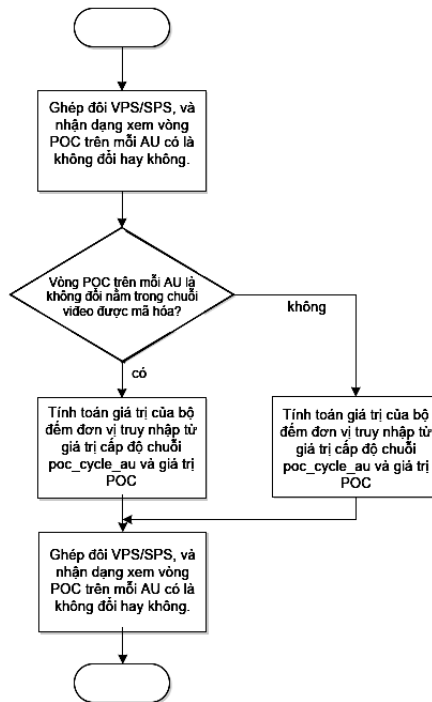 Ghép đôi VPS/SPS, và
nhận dạng xem vòng
POC trên mỗi AU có là
không đổi hay không.
Vòng POC trên mỗi AU là
không đổi nằm trong chuỗi
video được mã hóa?
không
có
Tính toán giá trị của bộ
đếm đơn vị truy nhập từ
giá trị cấp độ chuỗi
poc_cycle_au và giá trị
POC
Tính toán giá trị của bộ
đếm đơn vị truy nhập từ
giá trị cấp độ chuỗi
poc_cycle_au và giá trị
POC
Ghép đôi VPS/SPS, và
nhận dạng xem vòng
POC trên mỗi AU có là
không đổi hay không.